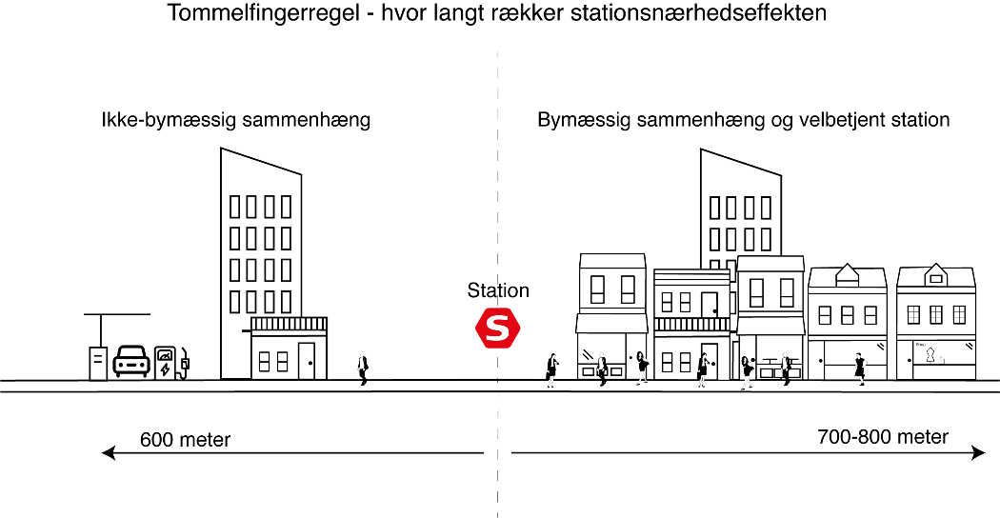 Tommelfingerregel - hvor langt rækker stationsnærhedseffekten
Ikke-bymæssig sammenhæng
Bymæssig sammenhæng og velbetjent station
Station
S
600 meter
700-800 meter